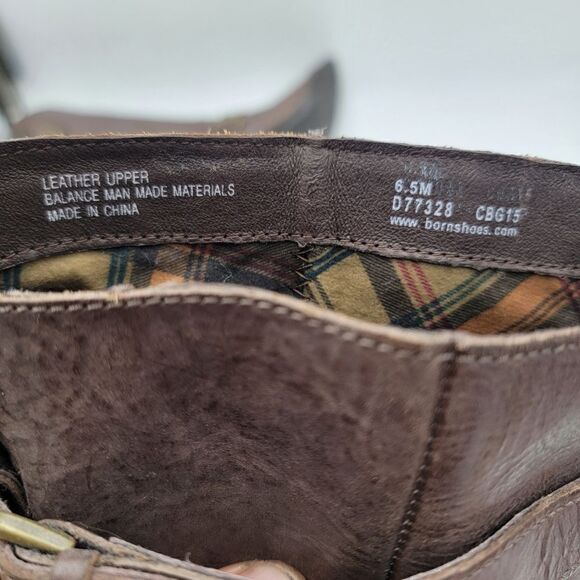 LEATHER UPPER
BALANCE MAN MADE MATERIALS
MADE IN CHINA
6.5M
D77328 CBG15
www.bornshoes.com